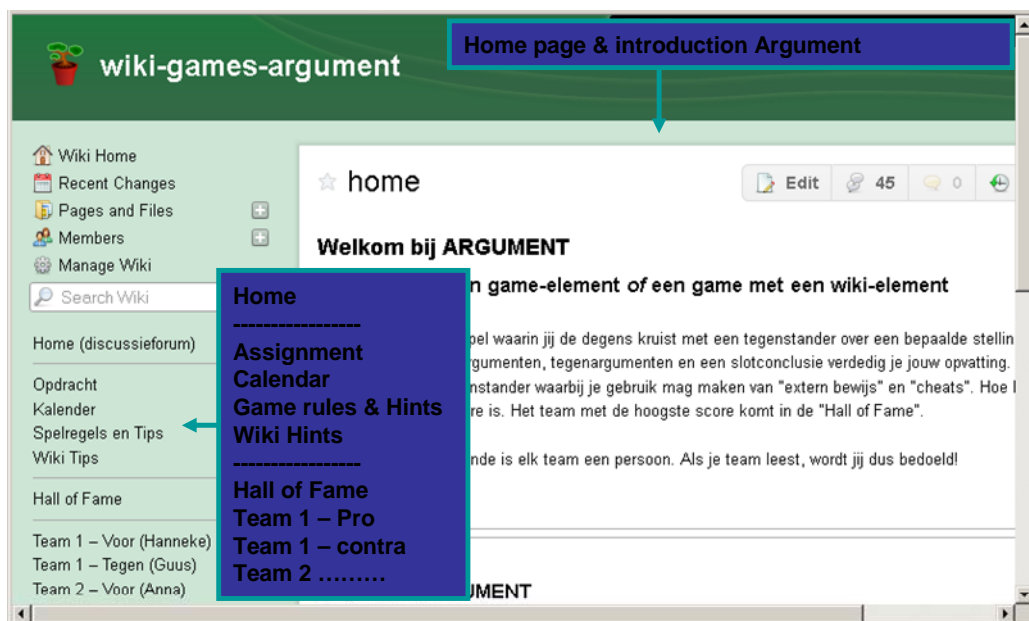 wiki-games-argument
Home page & introduction Argument
Wiki Home
Recent Changes
Pages and Files
Members
Manage Wiki
Search Wiki
Home (discussieforum)
Opdracht
Kalender
Spelregels en Tips
Wiki Tips
Hall of Fame
Team 1 – Voor (Hanneke)
Team 1 – Tegen (Guus)
Team 2 – Voor (Anna)
Home
-----------------
Assignment
Calendar
Game rules & Hints
Wiki Hints
-----------------
Hall of Fame
Team 1 – Pro
Team 1 – contra
Team 2 ………
home
Edit 45 0
Welkom bij ARGUMENT
game-element of een game met een wiki-element
waarin jij de degens kruist met een tegenstander over een bepaalde
tegenargumenten en een slotconclusie verdedig je jouw opvatting.
waarbij je gebruik mag maken van "extern bewijs" en "cheats". Hoe
is. Het team met de hoogste score komt in de "Hall of Fame".
is elk team een persoon. Als je team leest, wordt jij dus bedoeld!